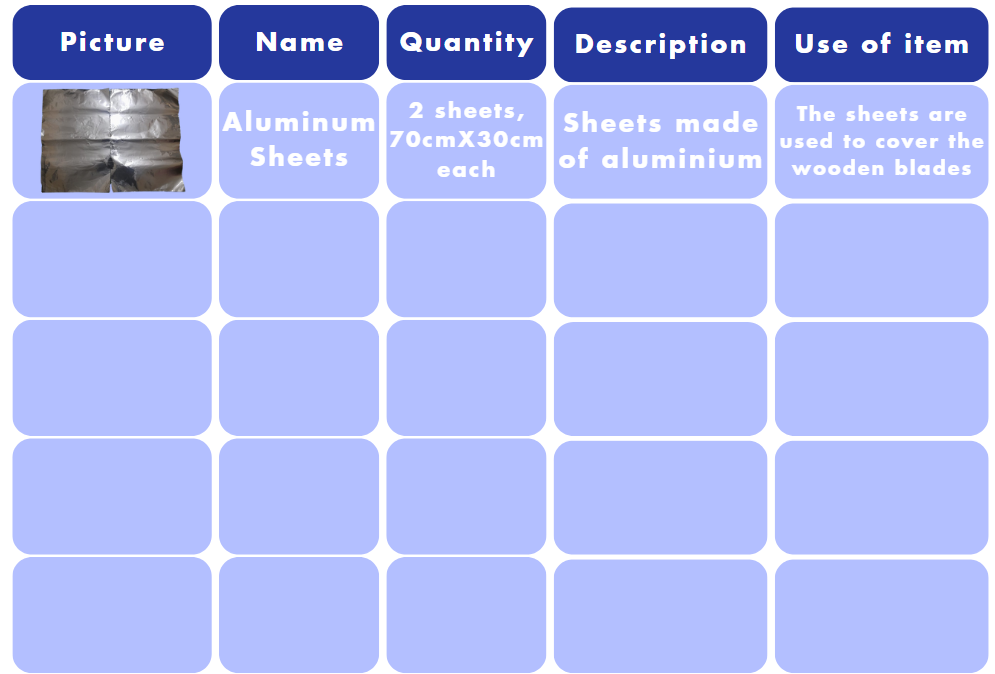 Picture
Name
Quantity
Description
Use of item
Aluminum
Sheets
2 sheets,
70cmX30cm
each
Sheets made
of aluminium
The sheets are
used to cover the
wooden blades